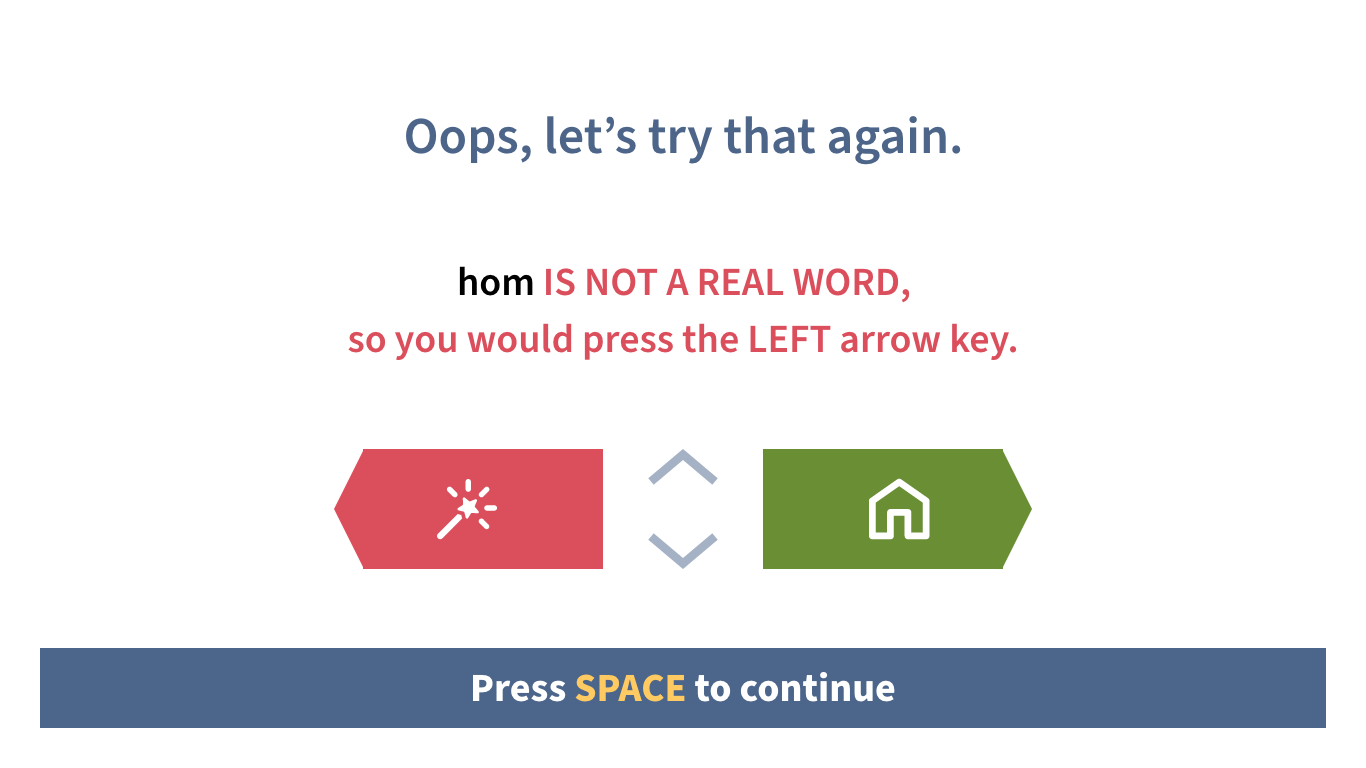 Oops, let’s try that again.
hom IS NOT A REAL WORD,
so you would press the LEFT arrow key.
Press SPACE to continue